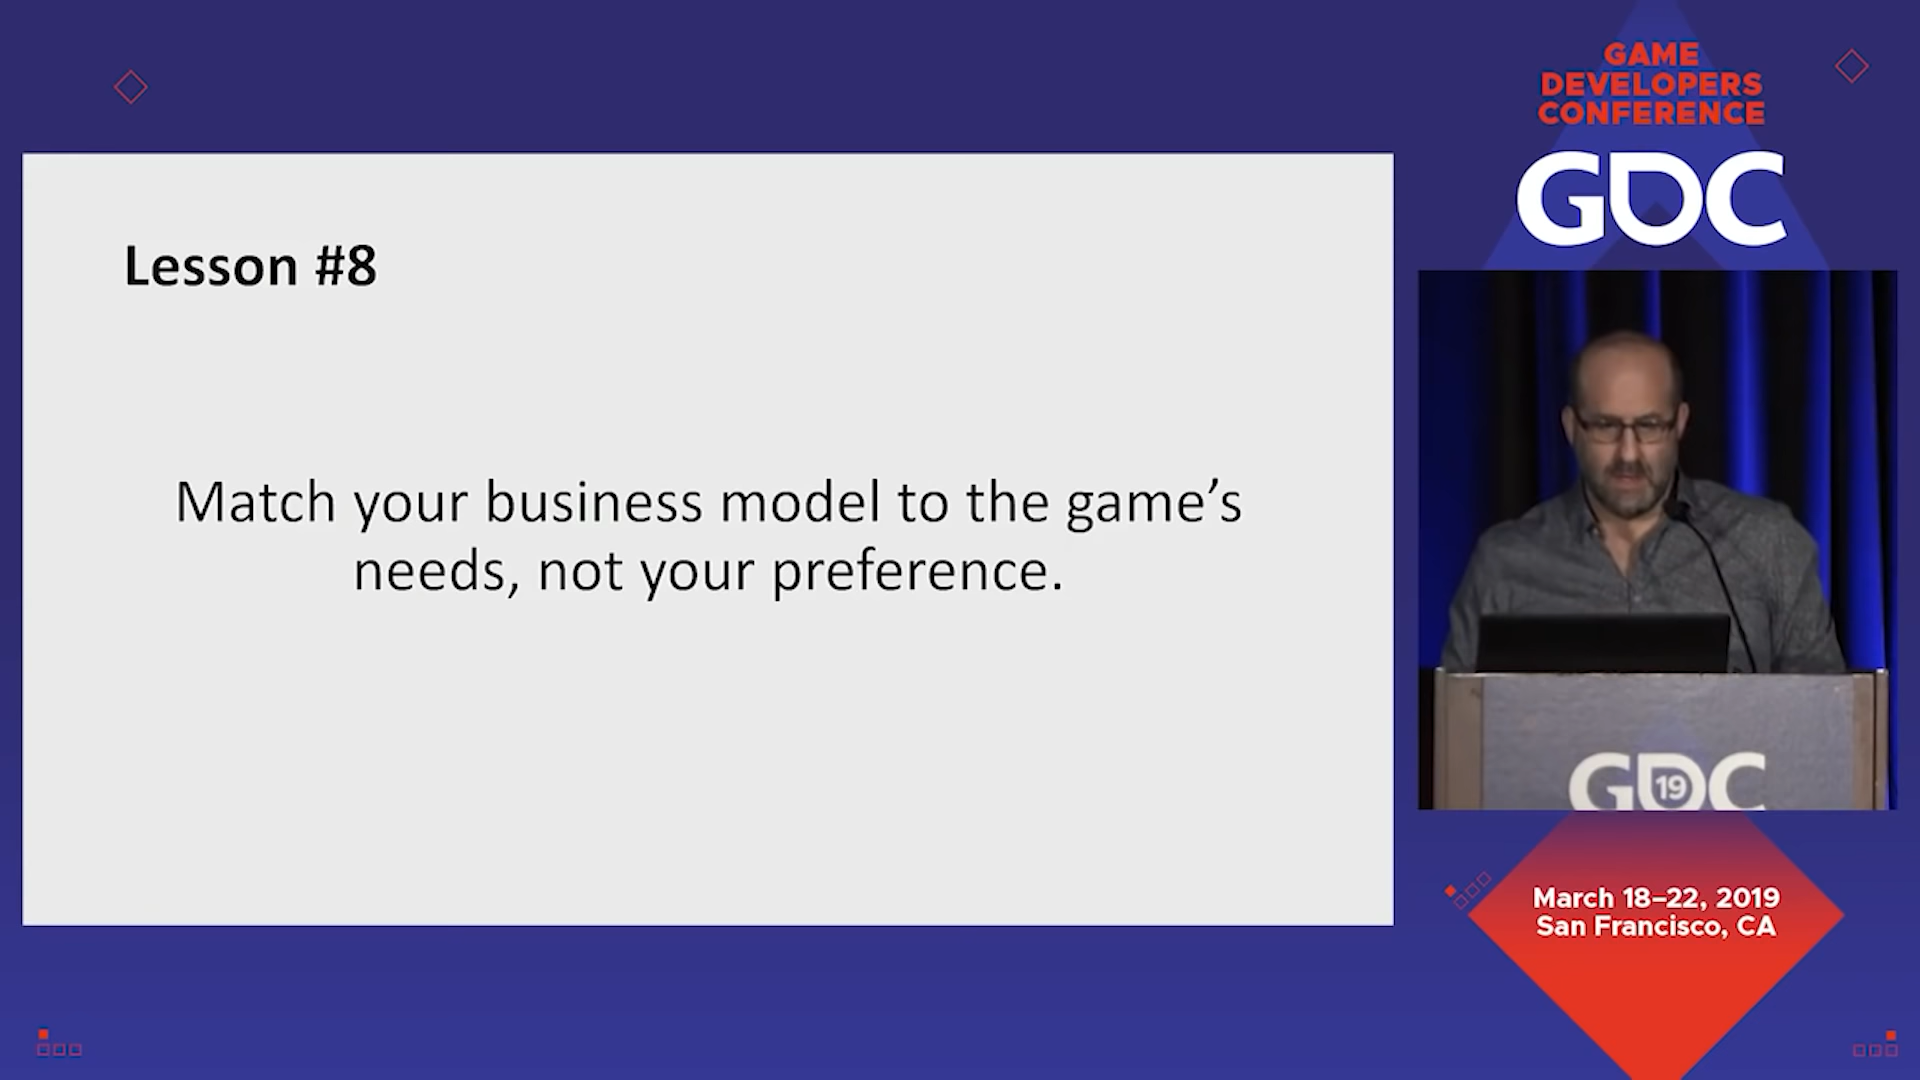 GAME
DEVELOPERS
CONFERENCE
GDC
Lesson #8
Match your business model to the game’s
needs, not your preference.
GDC
19
March 18–22, 2019
San Francisco, CA